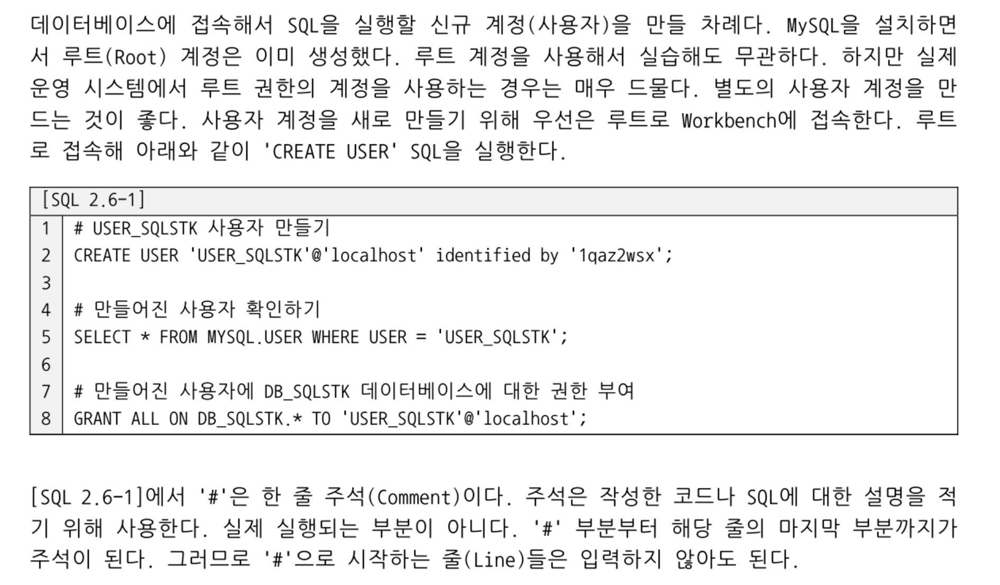 데이터베이스에 접속해서 SQL을 실행할 신규 계정(사용자)을 만들 차례다. MySQL을 설치하면
서 루트(Root) 계정은 이미 생성했다. 루트 계정을 사용해서 실습해도 무관하다. 하지만 실제
운영 시스템에서 루트 권한의 계정을 사용하는 경우는 매우 드물다. 별도의 사용자 계정을 만
드는 것이 좋다. 사용자 계정을 새로 만들기 위해 우선은 루트로 Workbench에 접속한다. 루트
로 접속해 아래와 같이 'CREATE USER' SQL을 실행한다.
[SQL 2.6-1]
1 # USER_SQLSTK 사용자 만들기
2 CREATE USER 'USER_SQLSTK'@'localhost' identified by '1qaz2wsx';
3
4 # 만들어진 사용자 확인하기
5 SELECT * FROM MYSQL.USER WHERE USER = 'USER_SQLSTK';
6
7 # 만들어진 사용자에 DB_SQLSTK 데이터베이스에 대한 권한 부여
8 GRANT ALL ON DB_SQLSTK.* TO 'USER_SQLSTK'@'localhost';
[SQL 2.6-1]에서 '#'은 한 줄 주석(Comment)이다. 주석은 작성한 코드나 SQL에 대한 설명을 적
기 위해 사용한다. 실제 실행되는 부분이 아니다. '#' 부분부터 해당 줄의 마지막 부분까지가
주석이 된다. 그러므로 '#'으로 시작하는 줄(Line)들은 입력하지 않아도 된다.